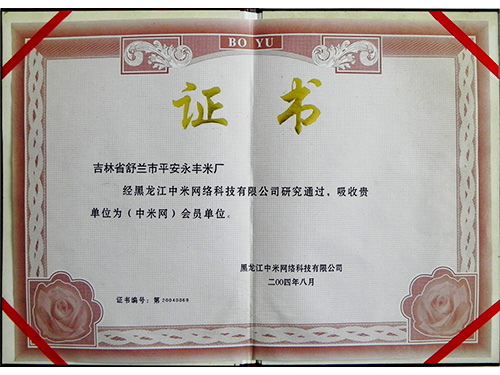 BO YU
证书
吉林省舒兰市平安永丰米厂
经黑龙江中米网络科技有限公司研究通过，吸收贵
单位为（中米网）会员单位。
黑龙江中米网络科技有限公司
二00四年八月
证书编号：第20040069